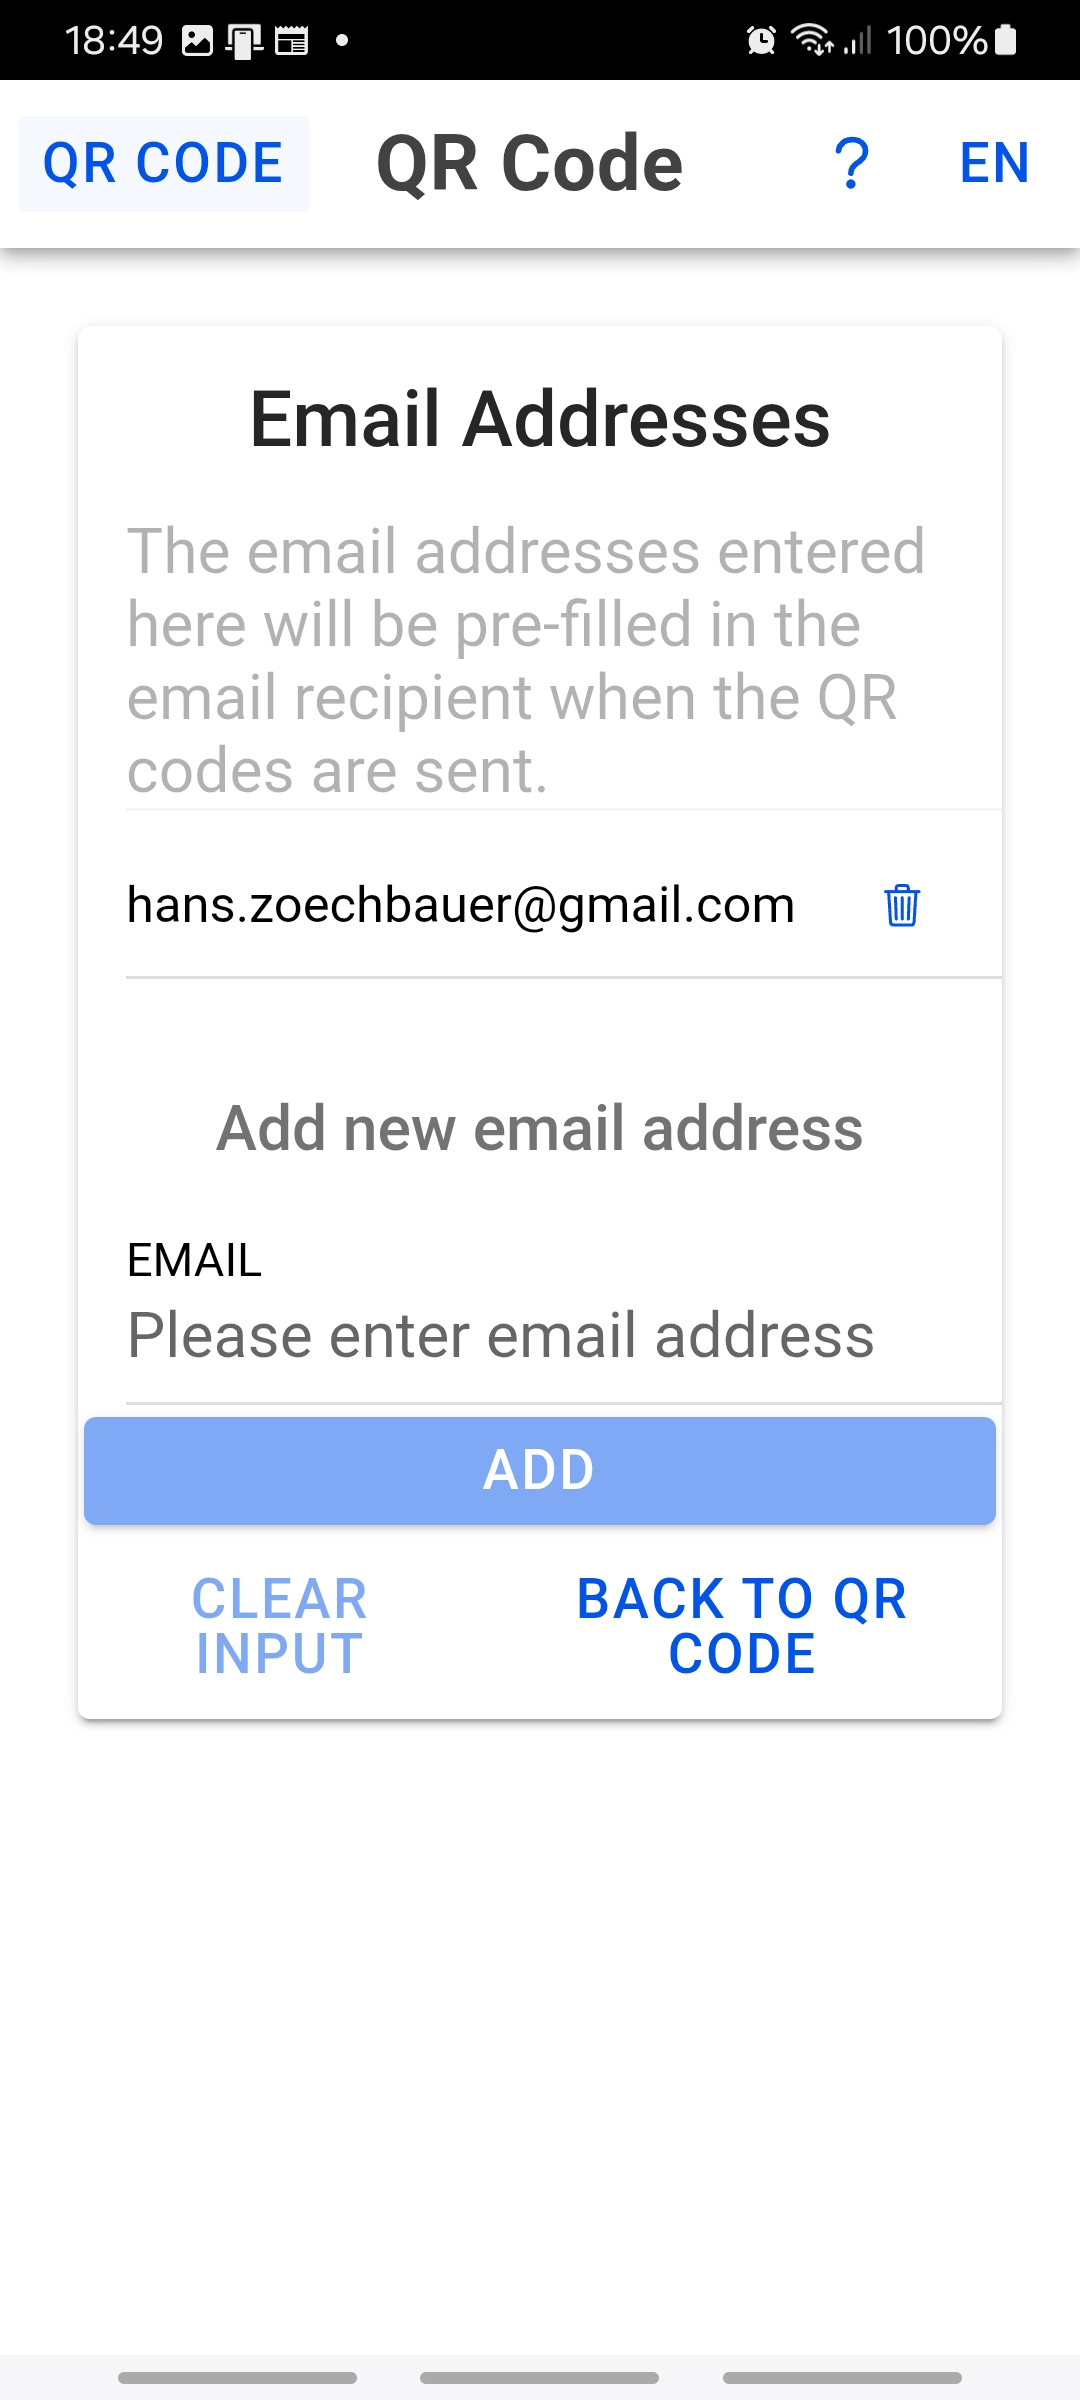 18:49
100%
QR CODE
QR Code
?
EN
Email Addresses
The email addresses entered
here will be pre-filled in the
email recipient when the QR
codes are sent.
hans.zoechbauer@gmail.com
Add new email address
EMAIL
Please enter email address
ADD
CLEAR
INPUT
BACK TO QR
CODE